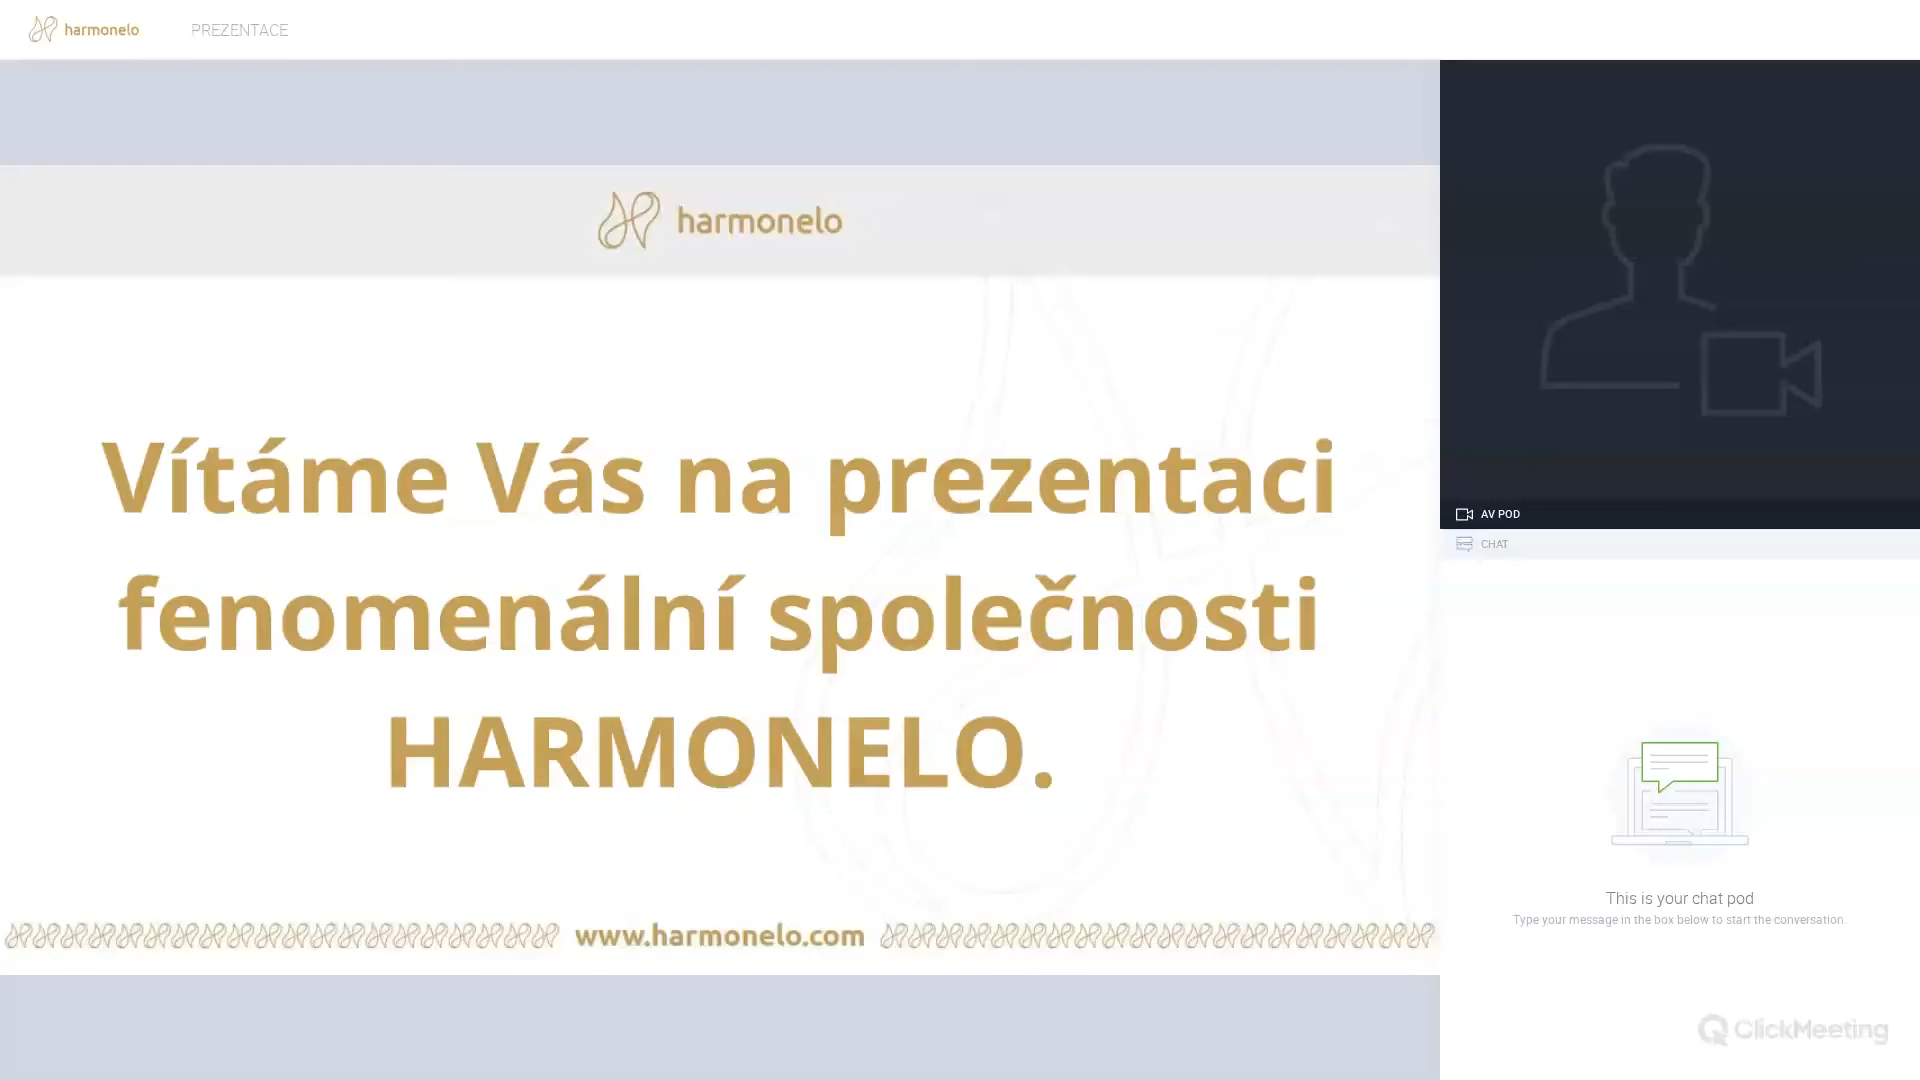 harmonelo
PREZENTACE
harmonelo
Vítáme Vás na prezentaci
fenomenální společnosti
HARMONELO.
www.harmonelo.com
AV POD
CHAT
This is your chat pod
Type your message in the box below to start the conversation.
ClickMeeting